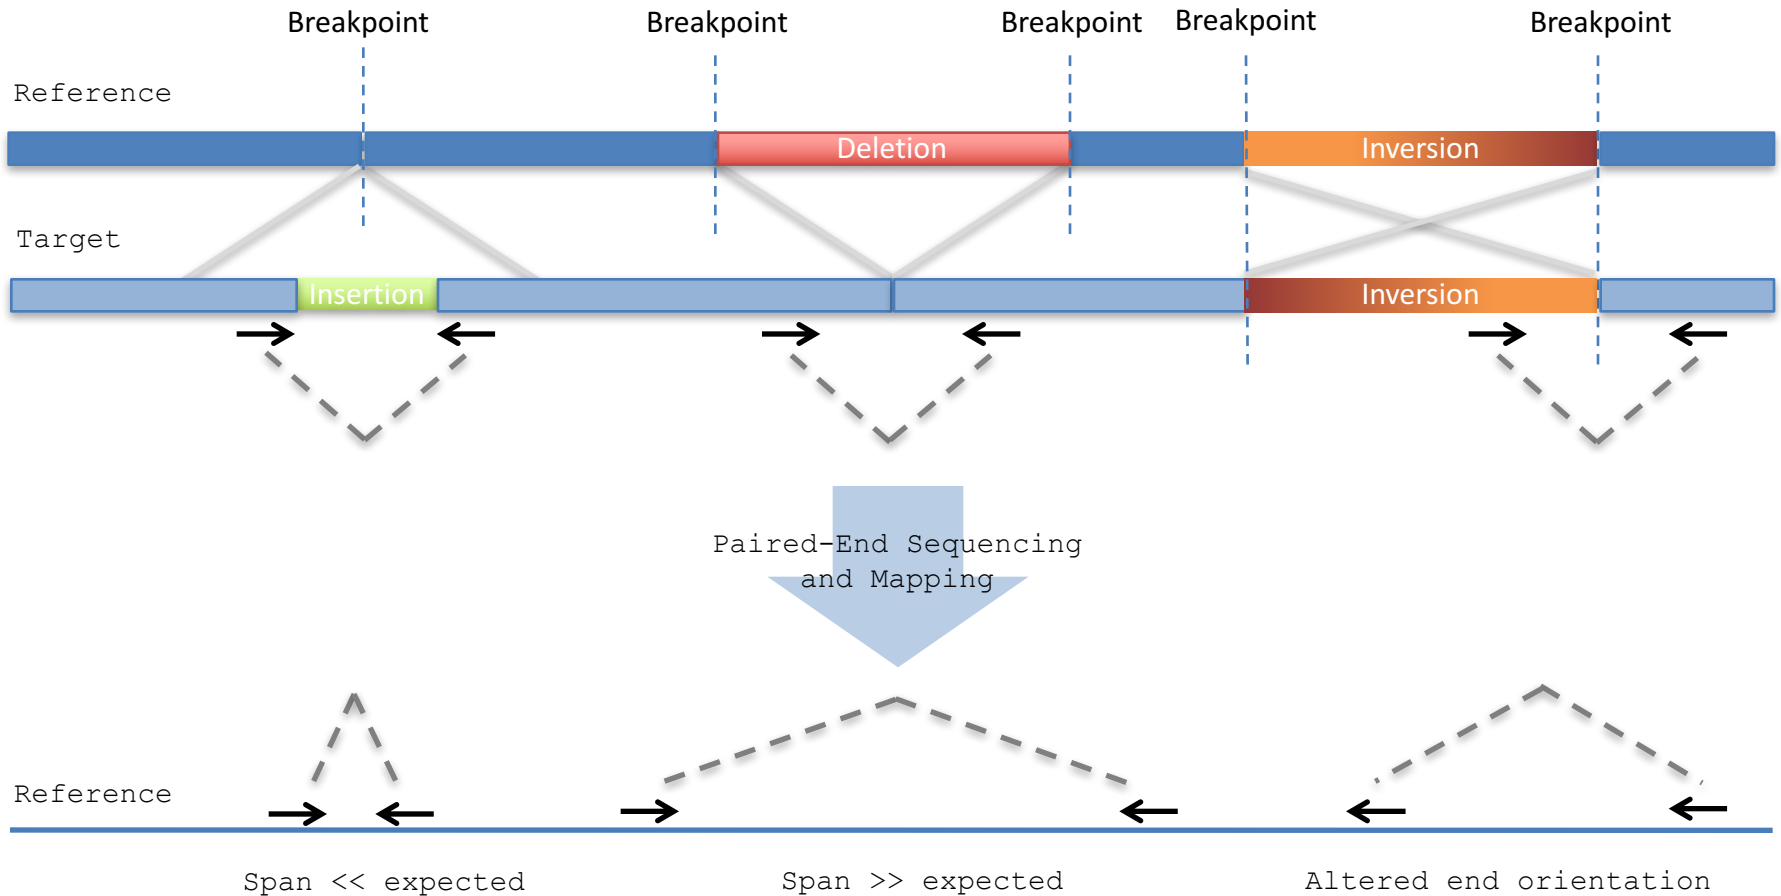 Breakpoint Breakpoint Breakpoint Breakpoint Breakpoint
Reference
Deletion Inversion
Target
Insertion Inversion
Paired-End Sequencing
and Mapping
Reference
Span << expected Span >> expected Altered end orientation